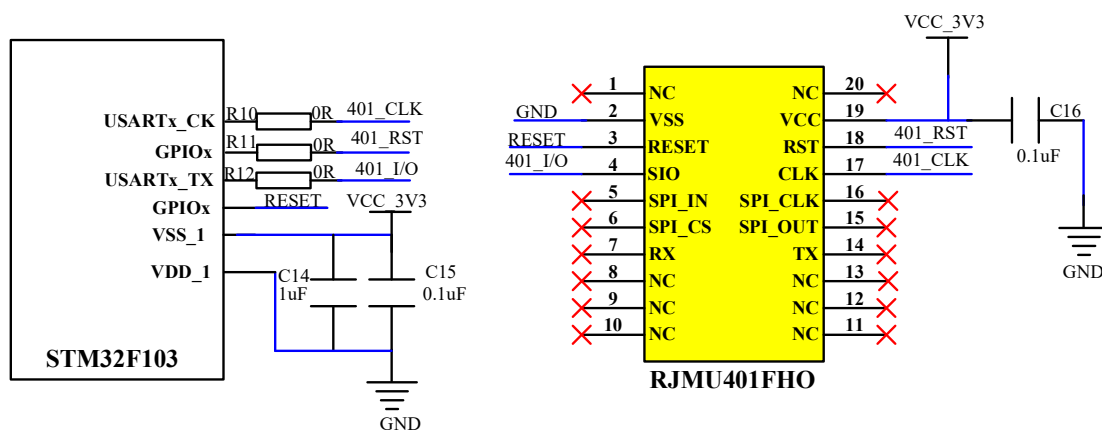 USARTx_CK R10 0R 401_CLK
GPIOx R11 0R 401_RST
USARTx_TX R12 0R 401_I/O
GPIOx RESET
VCC_3V3
VSS_1
VDD_1
C14
1uF
C15
0.1uF
STM32F103
GND
VCC_3V3
1 NC NC 20
GND 2 VSS VCC 19
RESET 3 RESET RST 18 401_RST
401_I/O 4 SIO CLK 17 401_CLK
5 SPI_IN SPI_CLK 16
6 SPI_CS SPI_OUT 15
7 RX TX 14
8 NC NC 13
9 NC NC 12
10 NC NC 11
RJMU401FHO
C16
0.1uF
GND